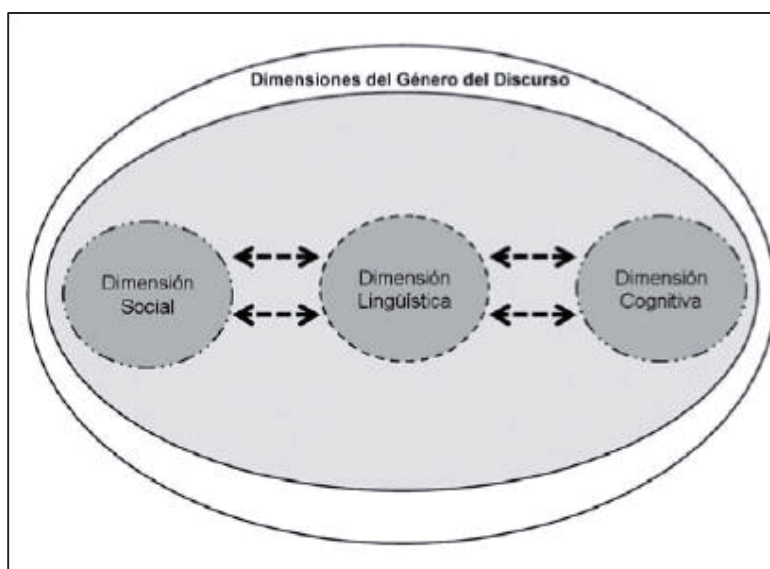 Dimensiones del Género del Discurso
Dimensión
Social
Dimensión
Lingüística
Dimensión
Cognitiva